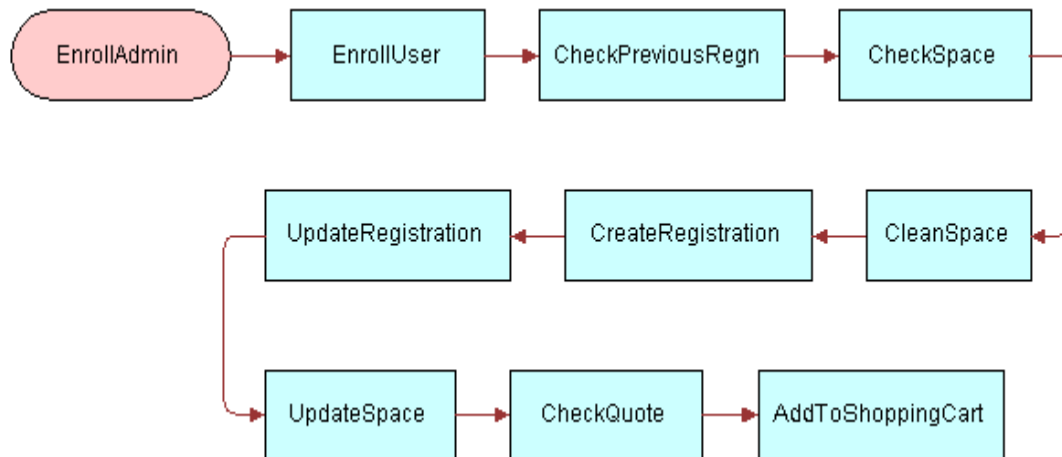 EnrollAdmin
EnrollUser
CheckPreviousRegn
CheckSpace
CleanSpace
CreateRegistration
UpdateRegistration
UpdateSpace
CheckQuote
AddToShoppingCart